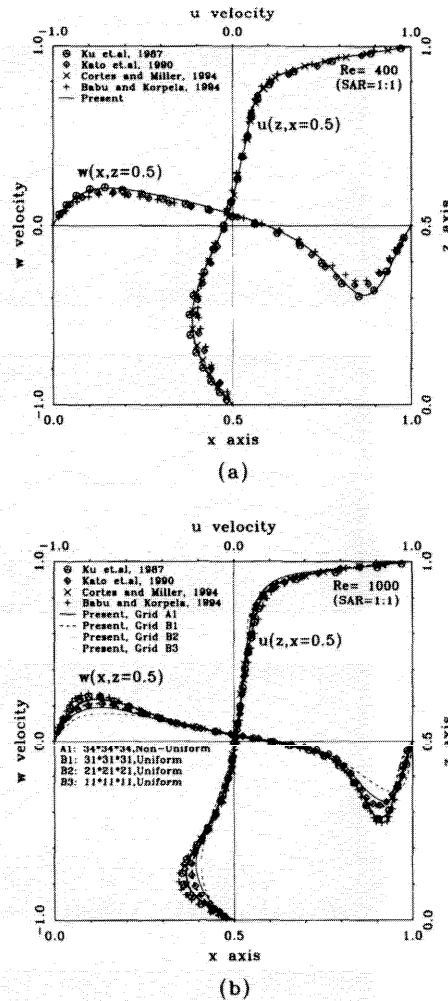 u velocity
-1.0 0.0 1.0
Ku et.al, 1987
Kato et.al, 1990
Cortes and Miller, 1994
Babu and Korpela, 1994
Present
Re= 400
(SAR=1:1)
u(z,x=0.5)
w(x,z=0.5)
w velocity
-1.0 0.0 1.0
z axis
0.0 0.5 1.0
0.0 0.5 1.0
x axis
(a)
u velocity
-1.0 0.0 1.0
Ku et.al, 1987
Kato et.al, 1990
Cortes and Miller, 1994
Babu and Korpela, 1994
Present, Grid A1
Present, Grid B1
Present, Grid B2
Present, Grid B3
Re= 1000
(SAR=1:1)
u(z,x=0.5)
w(x,z=0.5)
A1: 34*34*34,Non-Uniform
B1: 31*31*31,Uniform
B2: 21*21*21,Uniform
B3: 11*11*11,Uniform
w velocity
-1.0 0.0 1.0
z axis
0.0 0.5 1.0
0.0 0.5 1.0
x axis
(b)